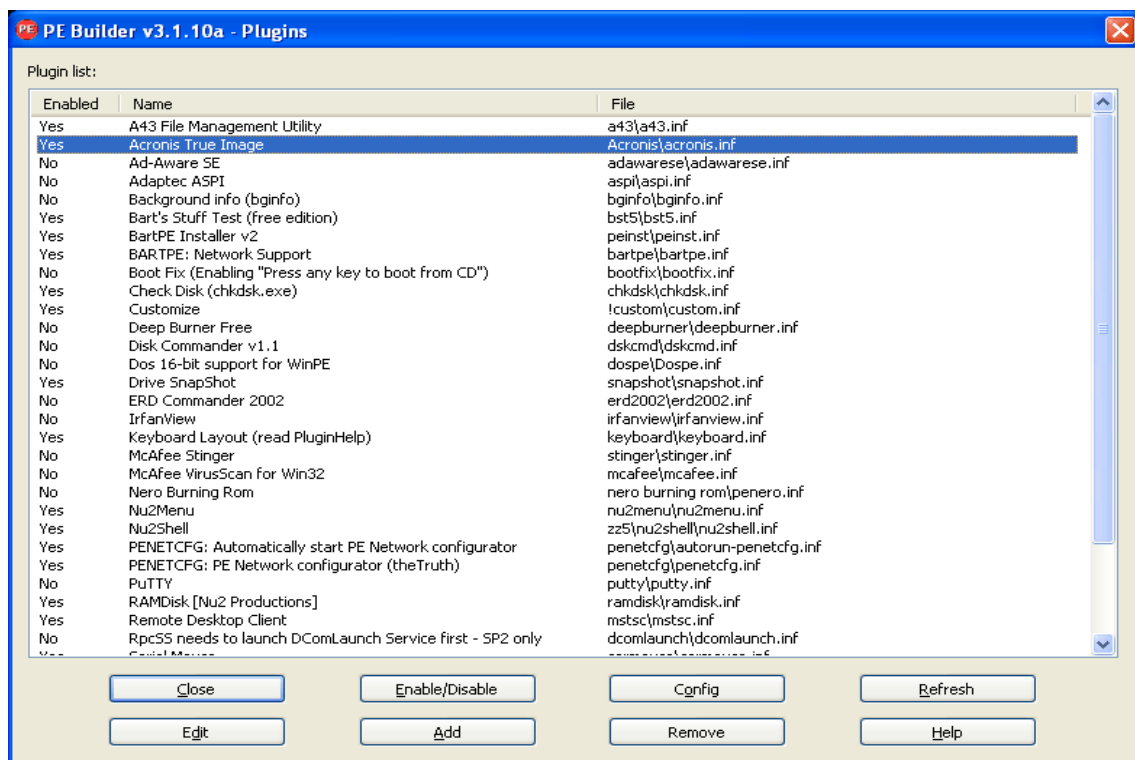 PE Builder v3.1.10a - Plugins
Plugin list:
Enabled Name File
Yes A43 File Management Utility a43\a43.inf
Yes Acronis True Image Acronis\acronis.inf
No Ad-Aware SE adawarese\adawarese.inf
No Adaptec ASPI aspi\aspi.inf
No Background info (bginfo) bginfo\bginfo.inf
Yes Bart's Stuff Test (free edition) bst5\bst5.inf
Yes BartPE Installer v2 peinst\peinst.inf
Yes BARTPE: Network Support bartpe\bartpe.inf
No Boot Fix (Enabling "Press any key to boot from CD") bootfix\bootfix.inf
Yes Check Disk (chkdsk.exe) chkdsk\chkdsk.inf
Yes Customize !custom\custom.inf
No Deep Burner Free deepburner\deepburner.inf
No Disk Commander v1.1 dskcmd\dskcmd.inf
No Dos 16-bit support for WinPE dospe\Dospe.inf
Yes Drive SnapShot snapshot\snapshot.inf
No ERD Commander 2002 erd2002\erd2002.inf
No IrfanView irfanview\irfanview.inf
Yes Keyboard Layout (read PluginHelp) keyboard\keyboard.inf
No McAfee Stinger stinger\stinger.inf
No McAfee VirusScan for Win32 mcafee\mcafee.inf
No Nero Burning Rom nero burning rom\penero.inf
Yes Nu2Menu nu2menu\nu2menu.inf
Yes Nu2Shell zz5\nu2shell\nu2shell.inf
Yes PENETCFG: Automatically start PE Network configurator penetcfg\autorun-penetcfg.inf
Yes PENETCFG: PE Network configurator (theTruth) penetcfg\penetcfg.inf
No PuTTY putty\putty.inf
Yes RAMDisk [Nu2 Productions] ramdisk\ramdisk.inf
Yes Remote Desktop Client mstsc\mstsc.inf
No RpcSS needs to launch DComLaunch Service first - SP2 only dcomlaunch\dcomlaunch.inf
Close Enable/Disable Config Refresh
Edit Add Remove Help